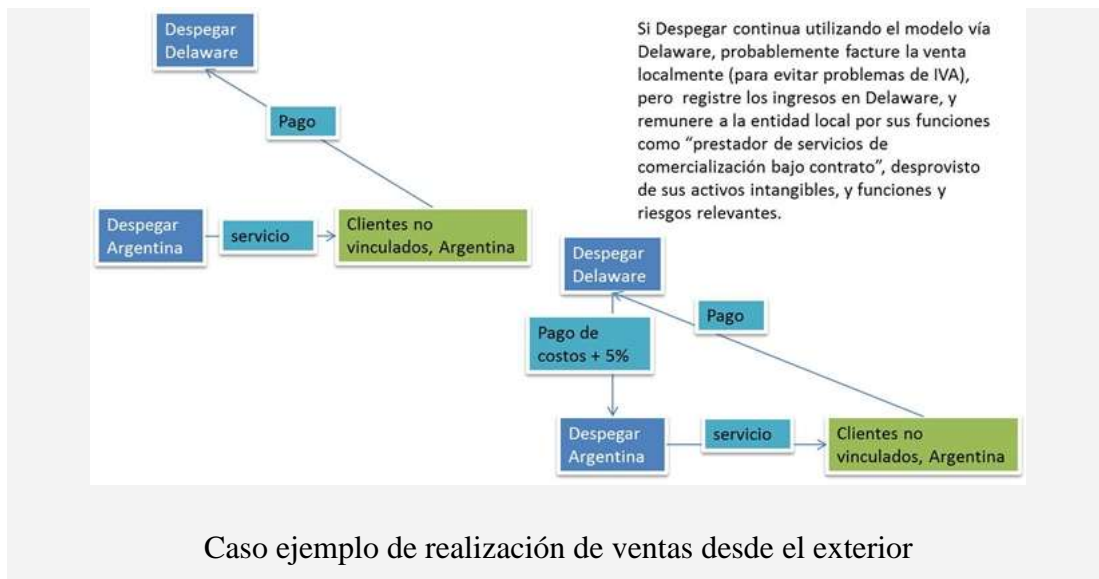 Despegar
Delaware
Pago
Despegar
Argentina
servicio
Clientes no
vinculados, Argentina
Si Despegar continua utilizando el modelo vía
Delaware, probablemente facture la venta
localmente (para evitar problemas de IVA),
pero registre los ingresos en Delaware, y
remunere a la entidad local por sus funciones
como “prestador de servicios de
comercialización bajo contrato”, desprovisto
de sus activos intangibles, y funciones y
riesgos relevantes.
Despegar
Delaware
Pago de
costos + 5%
Pago
Despegar
Argentina
servicio
Clientes no
vinculados, Argentina
Caso ejemplo de realización de ventas desde el exterior